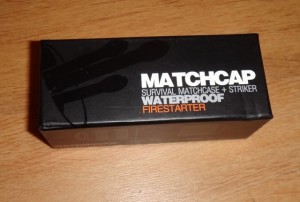 MATCHCAP
SURVIVAL MATCHCASE + STRIKER
WATERPROOF
FIRESTARTER